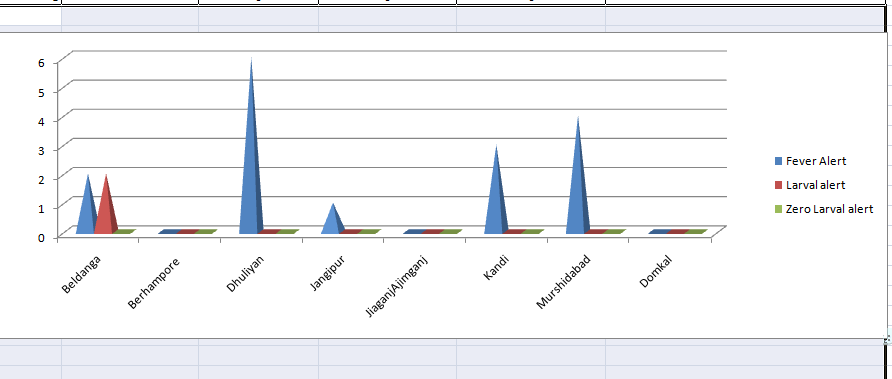 6
5
4
3
2
1
0
Beldanga
Berhampore
Dhuliyan
Jangipur
JiaganjAjimganj
Kandi
Murshidabad
Domkal
Fever Alert
Larval alert
Zero Larval alert